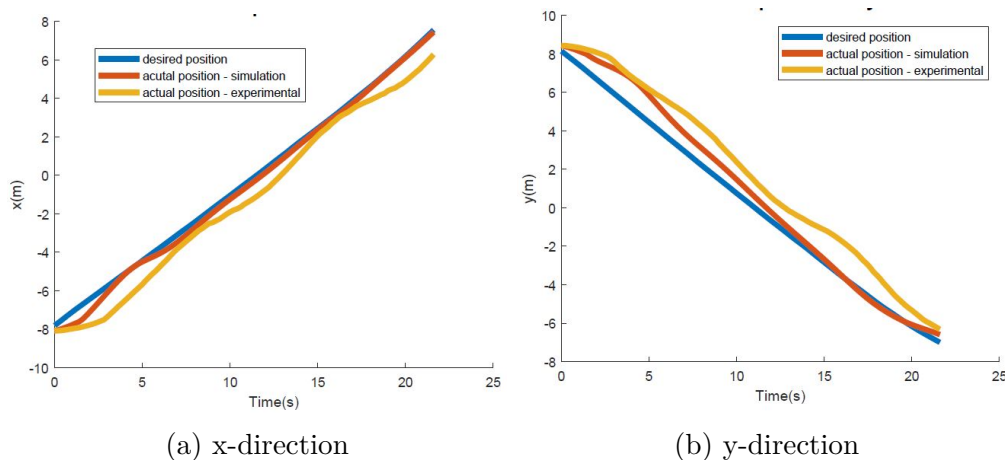 8
6
4
2
0
-2
-4
-6
-8
-10
x(m)
desired position
acutal position - simulation
actual position - experimental
0
5
10
15
20
25
Time(s)
(a) x-direction
10
8
6
4
2
0
-2
-4
-6
-8
y(m)
desired position
actual position - simulation
actual position - experimental
0
5
10
15
20
25
Time(s)
(b) y-direction